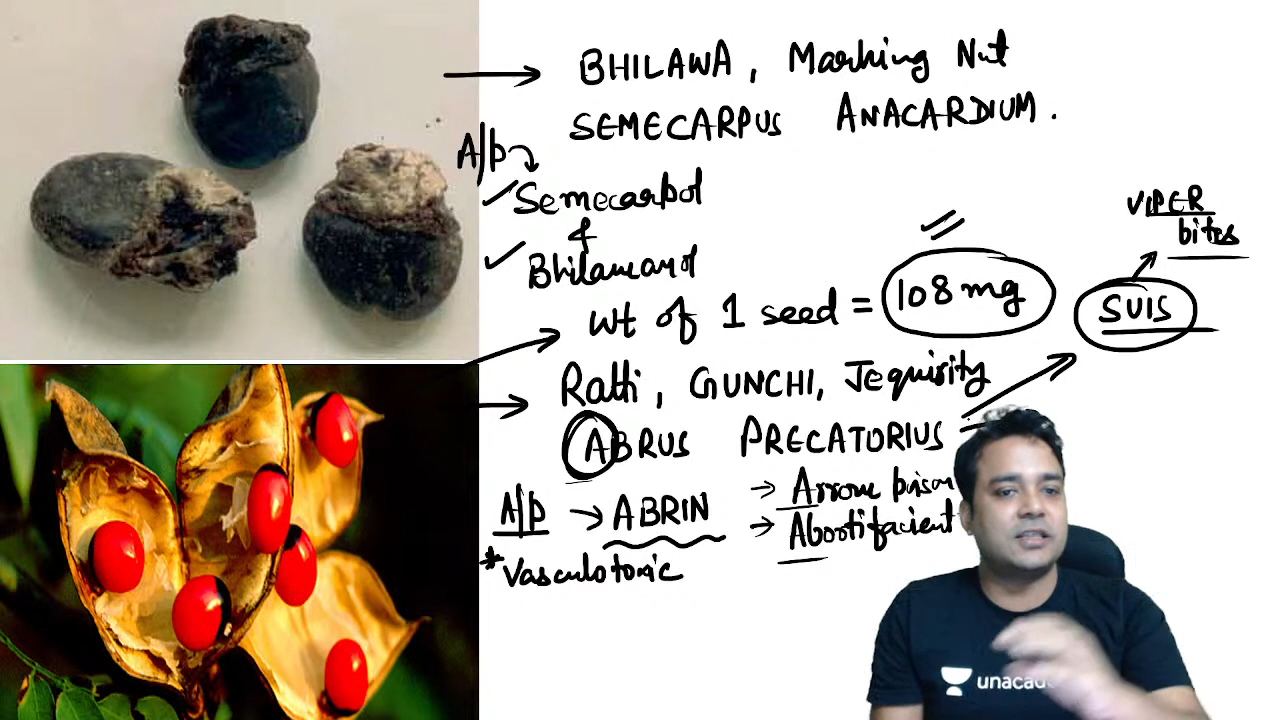 BHILAWA, Marking Nut
SEMECARPUS ANACARDIUM.
A/p
Semecarpol
&
Bhilawanol
Wt of 1 seed = 108 mg
VIPER
bites
SUIS
Ratti, GUNCHI, Jequirity
ABRUS PRECATORIUS
A/p → ABRIN → Arrow poison
→ Abortifacient
* Vasculotoxic
unacad